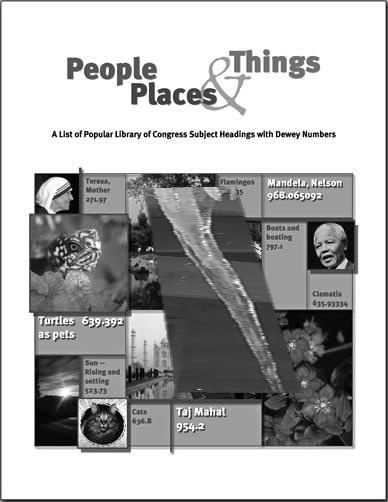 People
Places & Things
A List of Popular Library of Congress Subject Headings with Dewey Numbers
Teresa,
Mother
271.97
Flamingos
35
Mandela, Nelson
968.065092
Boats and
boating
797.1
Clematis
635.93334
Turtles 639.392
as pets
Sun --
Rising and
setting
523.73
Cats
636.8
Taj Mahal
954.2